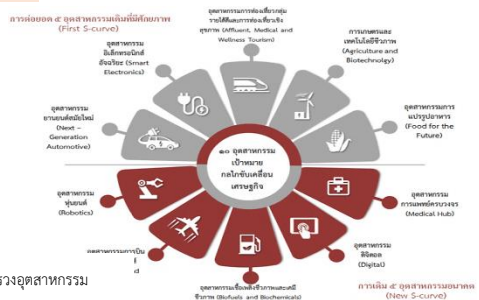 การต่อยอด ๕ อุตสาหกรรมเดิมที่มีศักยภาพ
(First S-curve)
อุตสาหกรรมการท่องเที่ยวกลุ่ม
รายได้ดีและการท่องเที่ยวเชิง
สุขภาพ (Affluent, Medical and
Wellness Tourism)
อุตสาหกรรม
อิเล็กทรอนิกส์
อัจฉริยะ (Smart
Electronics)
การเกษตรและ
เทคโนโลยีชีวภาพ
(Agriculture and
Biotechnolgy)
อุตสาหกรรม
ยานยนต์สมัยใหม่
(Next –
Generation
Automotive)
อุตสาหกรรมการ
แปรรูปอาหาร
(Food for the
Future)
๑๐ อุตสาหกรรม
เป้าหมาย
กลไกขับเคลื่อน
เศรษฐกิจ
อุตสาหกรรม
หุ่นยนต์
(Robotics)
อุตสาหกรรม
การแพทย์ครบวงจร
(Medical Hub)
อุตสาหกรรมการบิน
อุตสาหกรรม
ดิจิตอล
(Digital)
อุตสาหกรรมเชื้อเพลิงชีวภาพและเคมี
ชีวภาพ (Biofuels and Biochemicals)
รวงอุตสาหกรรม
การเติม ๕ อุตสาหกรรมอนาคต
(New S-curve)